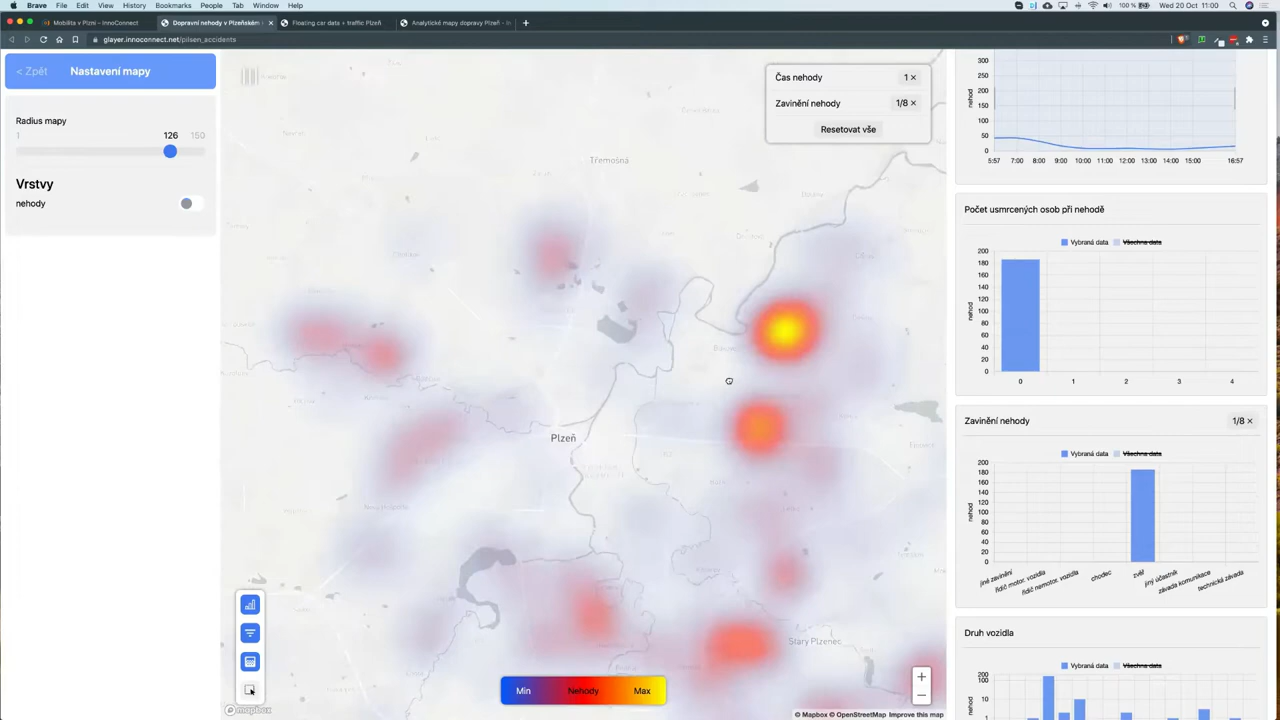 Brave File Edit View History Bookmarks People Tab Window Help
100 % Wed 20 Oct 11:00
Mobilita v Plzni – InnoConnect
Dopravní nehody v Plzeňském
Floating car data + traffic Plzeň
Analytické mapy dopravy Plzeň - In
glayer.innoconnect.net/pilsen_accidents
< Zpět Nastavení mapy
Radius mapy
1 126 150
Vrstvy
nehody
Čas nehody 1 ×
Zavinění nehody 1/8 ×
Resetovat vše
Třemošná
Plzeň
Starý Plzenec
Min Nehody Max
+
−
mapbox
© Mapbox © OpenStreetMap Improve this map
300
250
200
150
100
50
0
nehod
5:57 7:00 8:00 9:00 10:00 11:00 12:00 13:00 14:00 15:00 16:57
Počet usmrcených osob při nehodě
Vybraná data Všechna data
200
180
160
140
120
100
80
60
40
20
0
nehod
0 1 2 3 4
Zavinění nehody 1/8 ×
Vybraná data Všechna data
200
180
160
140
120
100
80
60
40
20
0
nehod
jiné zavinění řidič motor. vozidla řidič nemotor. vozidla chodec zvěř jiný účastník závada komunikace technická závada
Druh vozidla
Vybraná data Všechna data
200
100
10
1
nehod